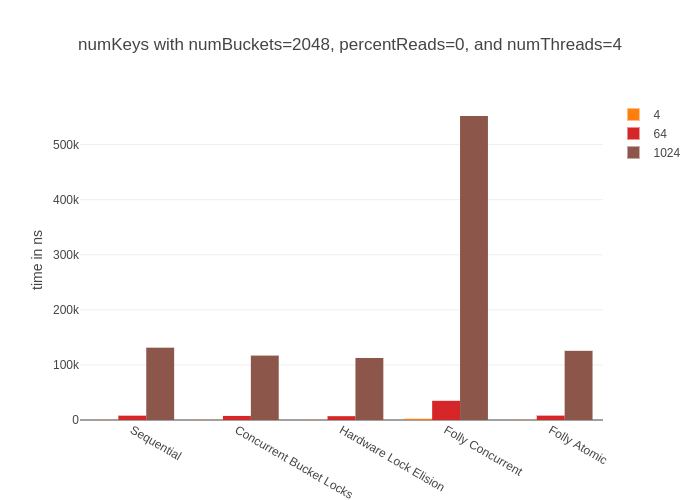 numKeys with numBuckets=2048, percentReads=0, and numThreads=4
4
64
1024
500k
400k
300k
200k
100k
0
time in ns
Sequential
Concurrent Bucket Locks
Hardware Lock Elision
Folly Concurrent
Folly Atomic